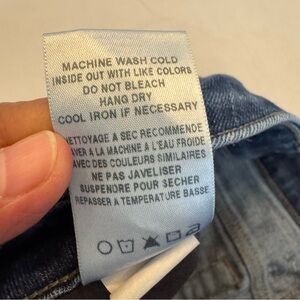 MACHINE WASH COLD
INSIDE OUT WITH LIKE COLORS
DO NOT BLEACH
HANG DRY
COOL IRON IF NECESSARY
NETTOYAGE A SEC RECOMMENDE
LAVER A LA MACHINE A L'EAU FROIDE
AVEC DES COULEURS SIMILAIRES
NE PAS JAVELISER
SUSPENDRE POUR SÉCHER
REPASSER A TEMPERATURE BASSE